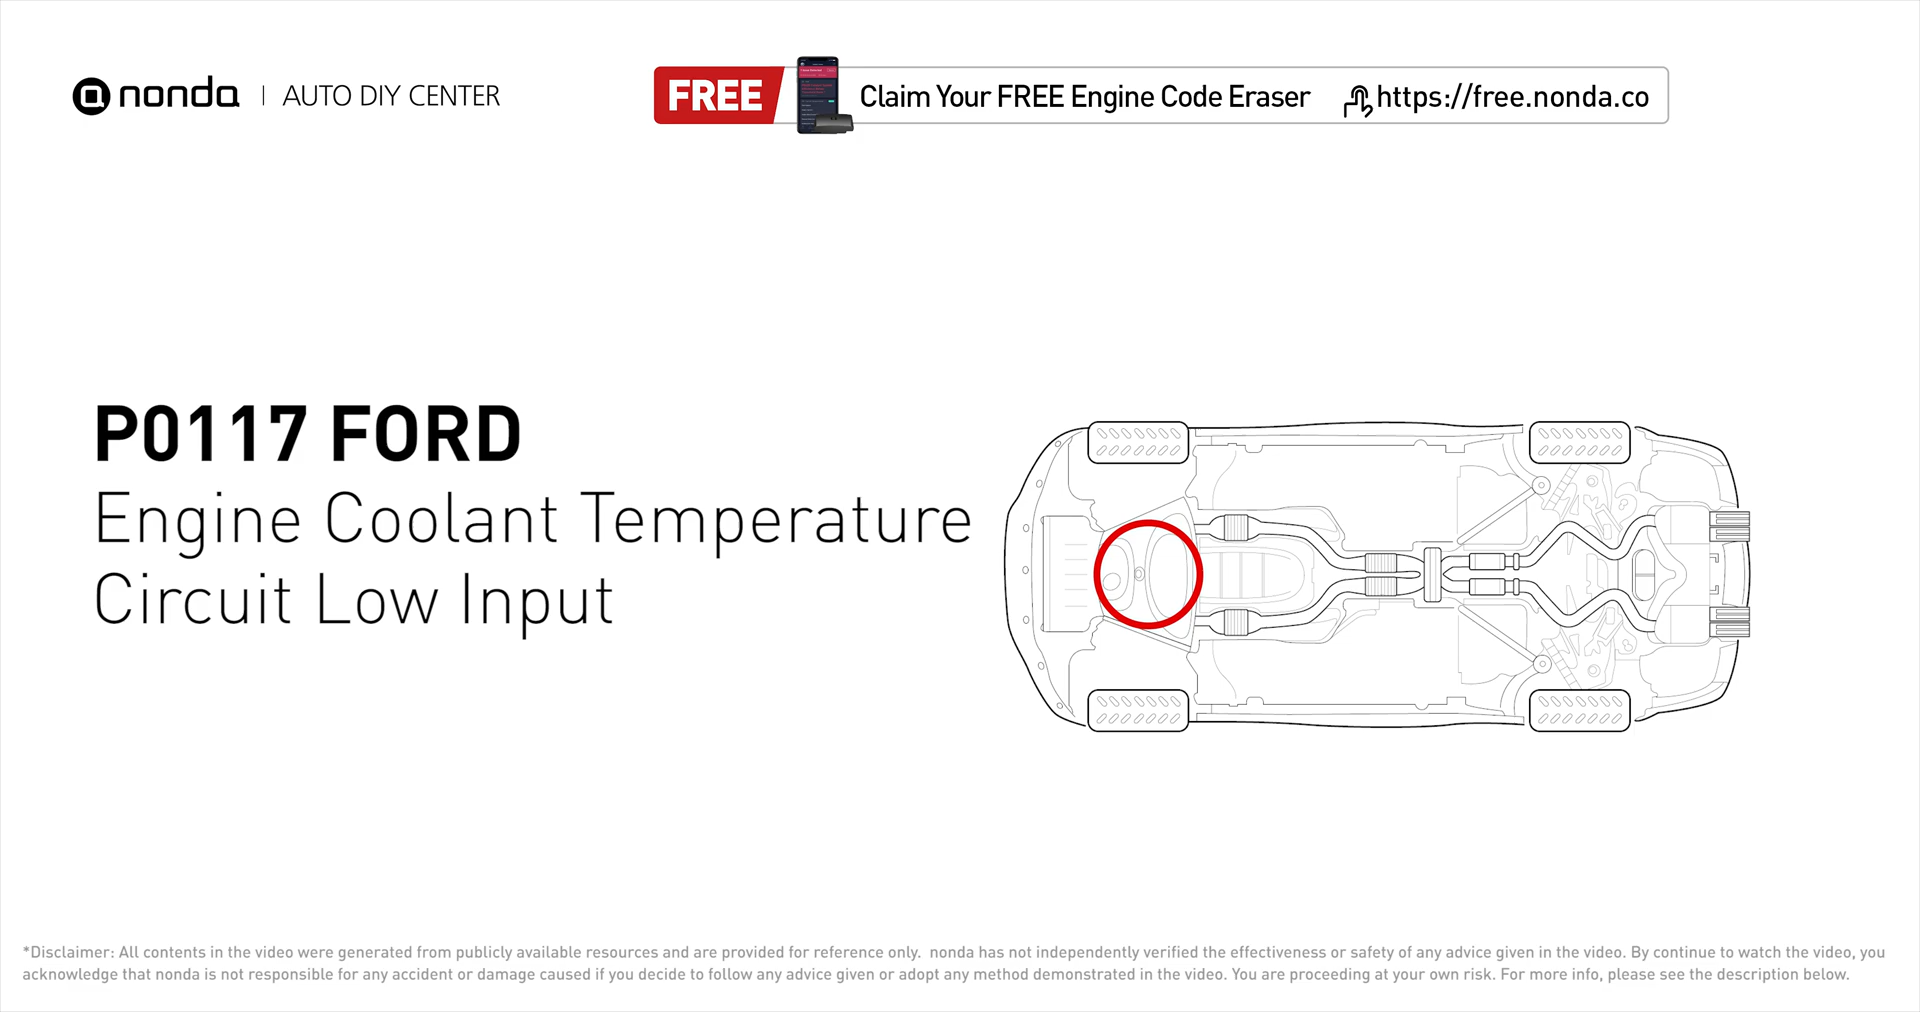 nonda | AUTO DIY CENTER
FREE Claim Your FREE Engine Code Eraser https://free.nonda.co
P0117 FORD
Engine Coolant Temperature
Circuit Low Input
*Disclaimer: All contents in the video were generated from publicly available resources and are provided for reference only. nonda has not independently verified the effectiveness or safety of any advice given in the video. By continue to watch the video, you
acknowledge that nonda is not responsible for any accident or damage caused if you decide to follow any advice given or adopt any method demonstrated in the video. You are proceeding at your own risk. For more info, please see the description below.